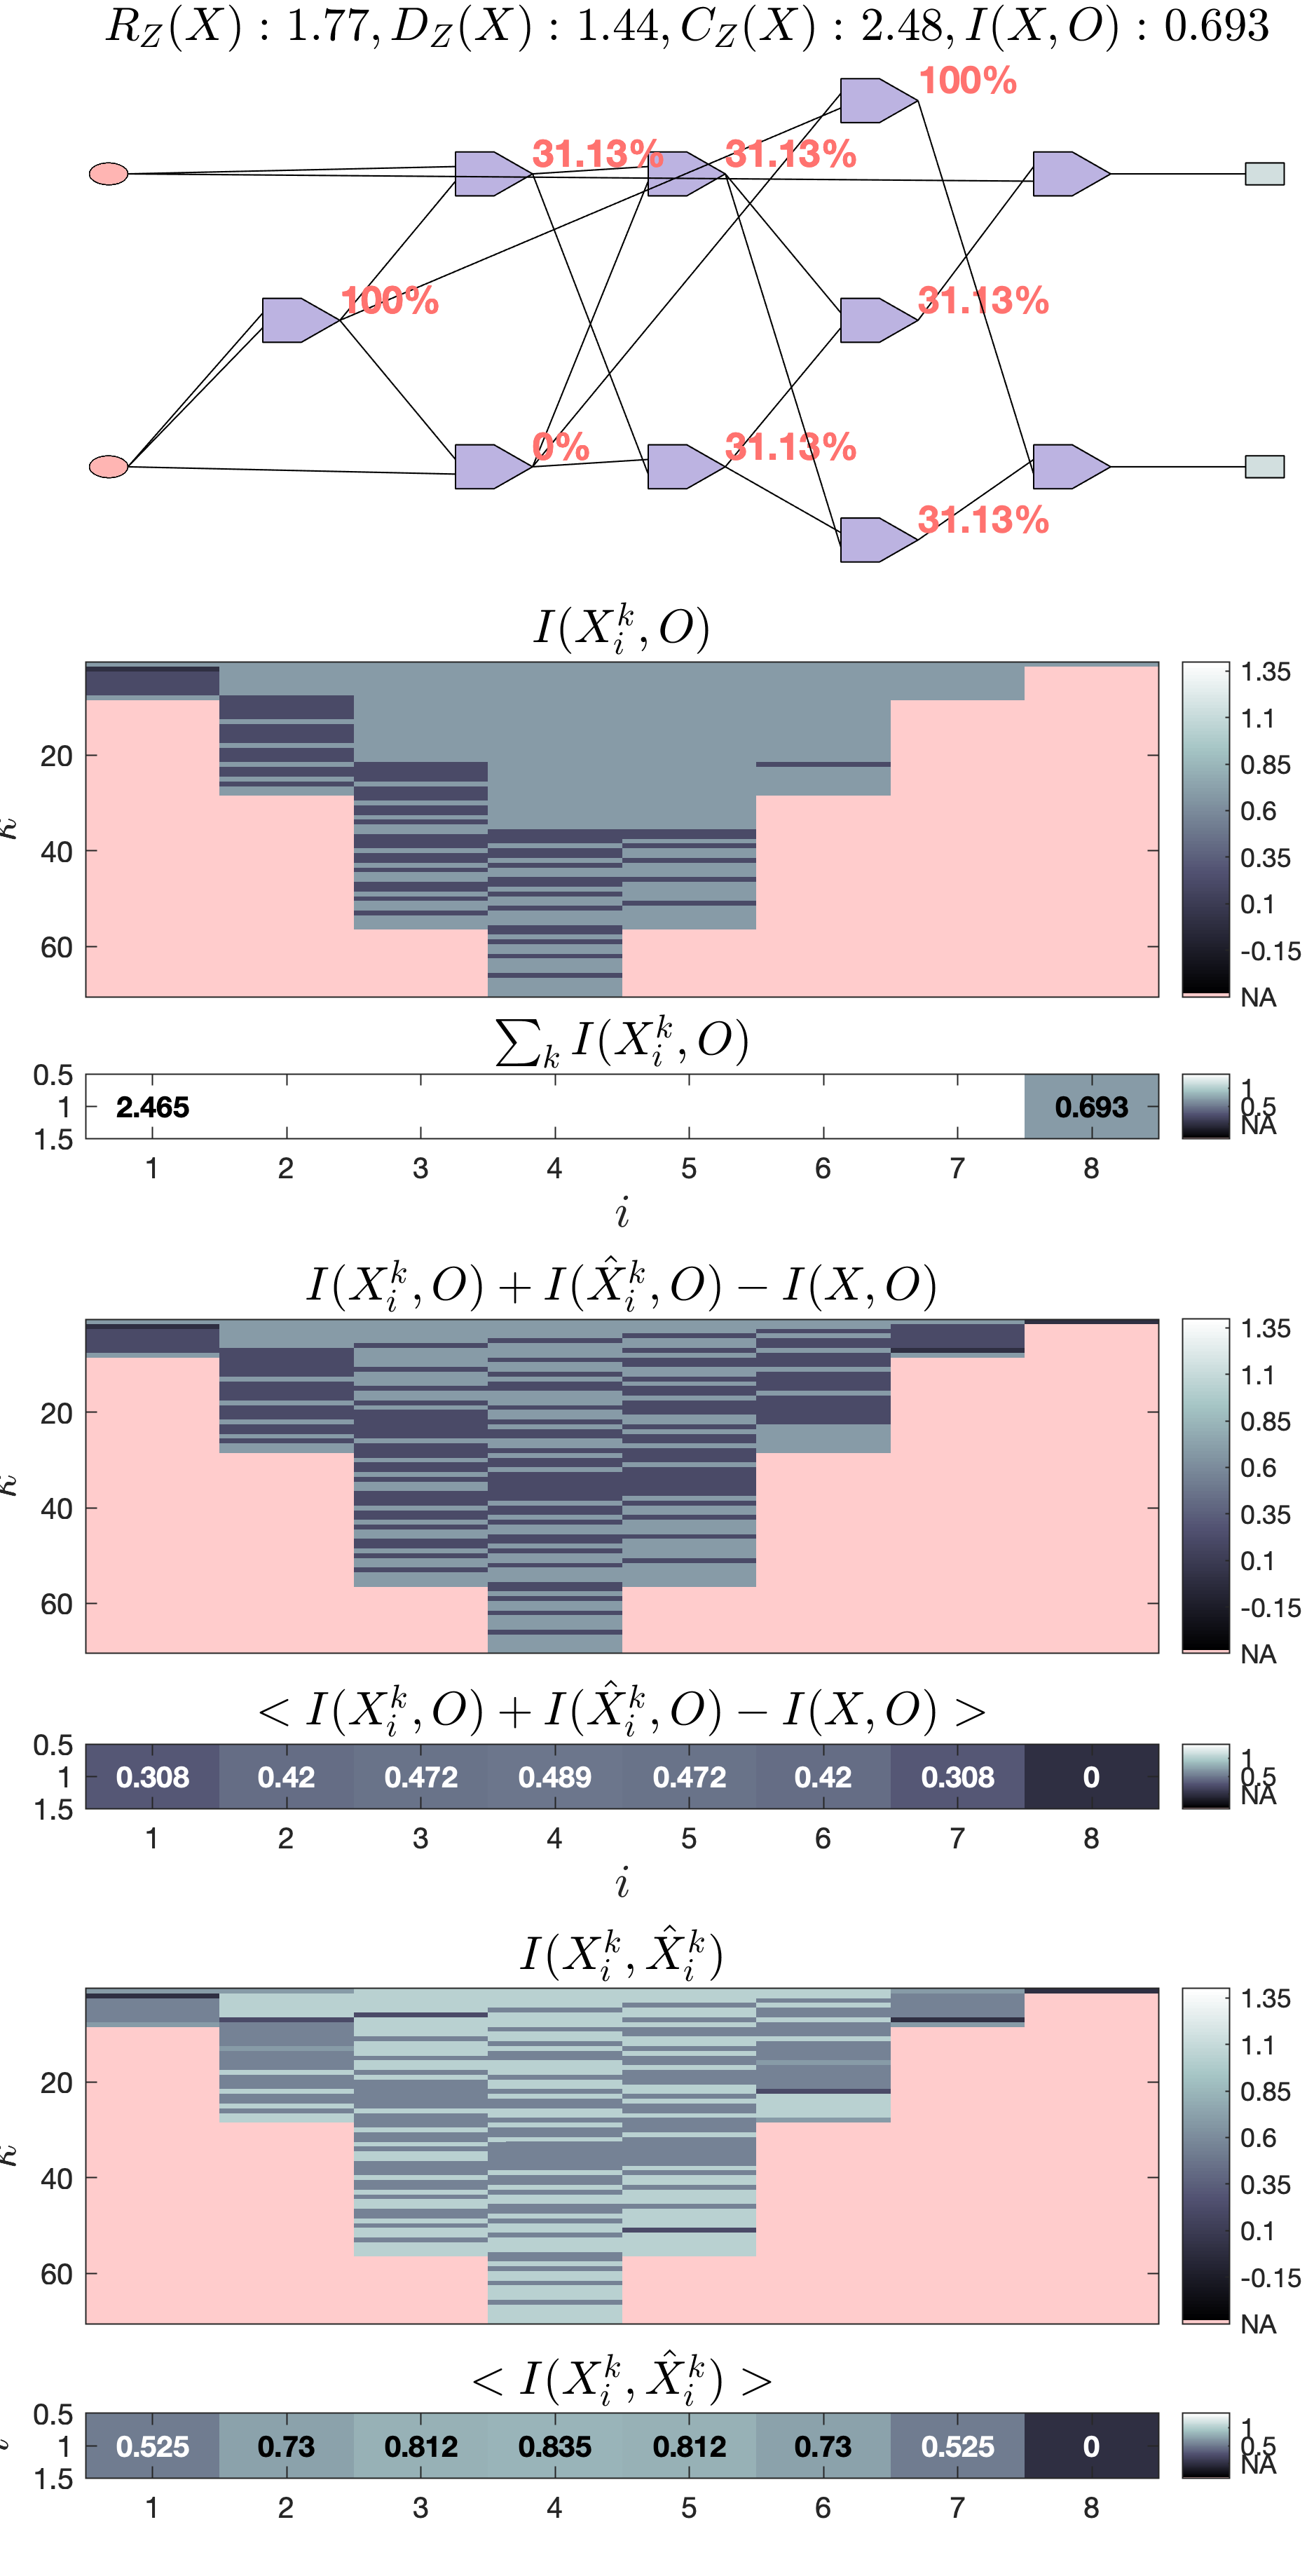 R_Z(X) : 1.77, D_Z(X) : 1.44, C_Z(X) : 2.48, I(X, O) : 0.693
100%
31.13% 31.13%
100% 31.13%
0% 31.13%
31.13%
I(X_i^k, O)
20
40
60
k
1.35
1.1
0.85
0.6
0.35
0.1
-0.15
NA
∑_k I(X_i^k, O)
0.5
1
1.5
2.465 0.693
1
0.5
NA
1 2 3 4 5 6 7 8
i
I(X_i^k, O) + I(X̂_i^k, O) − I(X, O)
20
40
60
k
1.35
1.1
0.85
0.6
0.35
0.1
-0.15
NA
< I(X_i^k, O) + I(X̂_i^k, O) − I(X, O) >
0.5
1
1.5
0.308 0.42 0.472 0.489 0.472 0.42 0.308 0
1
0.5
NA
1 2 3 4 5 6 7 8
i
I(X_i^k, X̂_i^k)
20
40
60
k
1.35
1.1
0.85
0.6
0.35
0.1
-0.15
NA
< I(X_i^k, X̂_i^k) >
0.5
1
1.5
0.525 0.73 0.812 0.835 0.812 0.73 0.525 0
1
0.5
NA
1 2 3 4 5 6 7 8